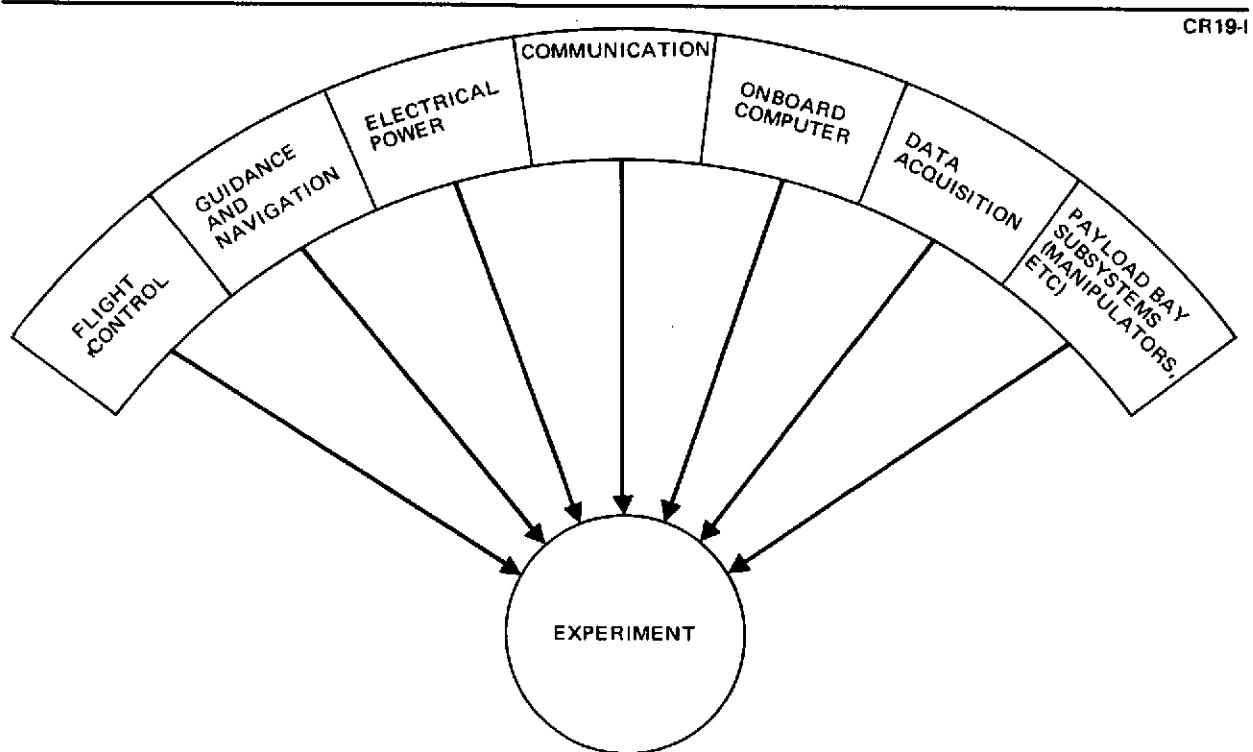 CR19-I
FLIGHT
CONTROL
GUIDANCE
AND
NAVIGATION
ELECTRICAL
POWER
COMMUNICATION
ONBOARD
COMPUTER
DATA
ACQUISITION
PAYLOAD BAY
SUBSYSTEMS
(MANIPULATORS,
ETC)
EXPERIMENT